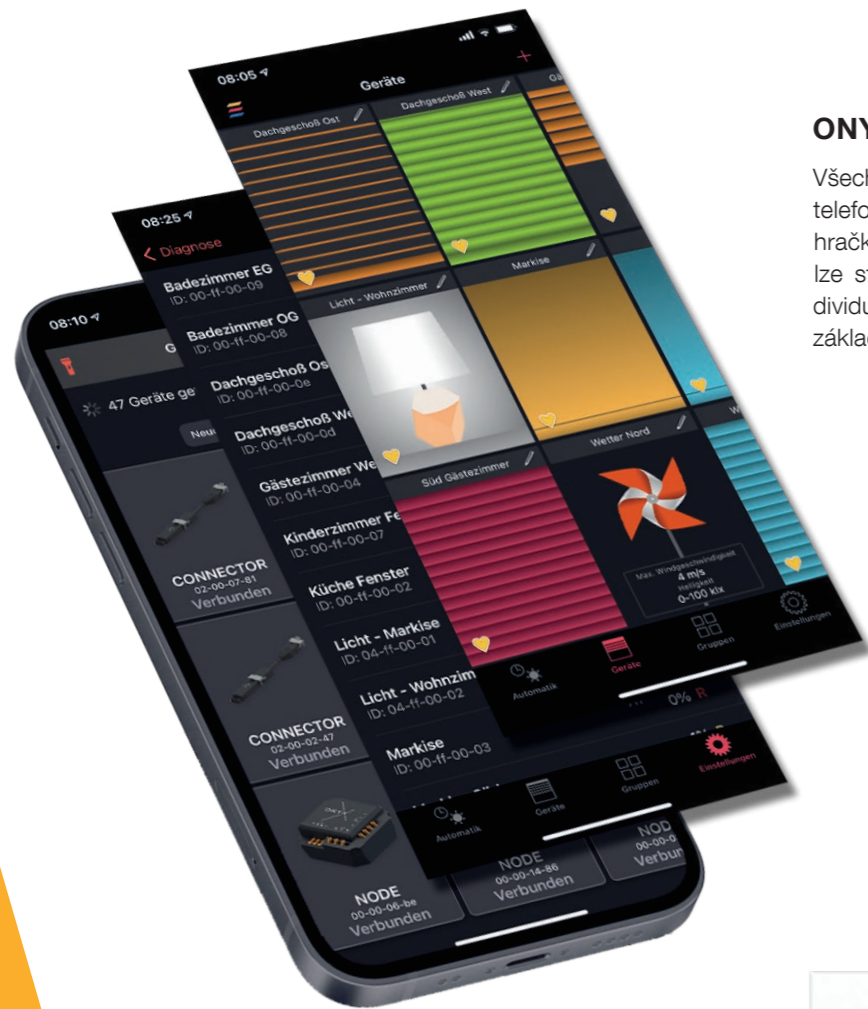 08:05
Geräte
Dachgeschoß Ost
Dachgeschoß West
Licht - Wohnzimmer
Markise
Süd Gästezimmer
Wetter Nord
Max. Windgeschwindigkeit
4 m/s
Helligkeit
0-100 klx
Automatik
Geräte
Gruppen
Einstellungen
08:25
Diagnose
Badezimmer EG
ID: 00-ff-00-09
Badezimmer OG
ID: 00-ff-00-08
Dachgeschoß Os
ID: 00-ff-00-0e
Dachgeschoß We
ID: 00-ff-00-0d
Gästezimmer We
ID: 00-ff-00-04
Kinderzimmer Fe
ID: 00-ff-00-07
Küche Fenster
ID: 00-ff-00-02
Licht - Markise
ID: 04-ff-00-01
Licht - Wohnzim
ID: 04-ff-00-02
0% R
Markise
ID: 00-ff-00-03
Automatik
Geräte
Gruppen
Einstellungen
08:10
G
47 Geräte ge
Neue
CONNECTOR
02-00-07-81
Verbunden
CONNECTOR
02-00-02-47
Verbunden
ONYX
NODE
00-00-06-be
Verbunden
NODE
00-00-14-86
Verbunden
NOD
00-00-0
Verbun
ONY
Všech
telefo
hračk
lze st
dividu
základ